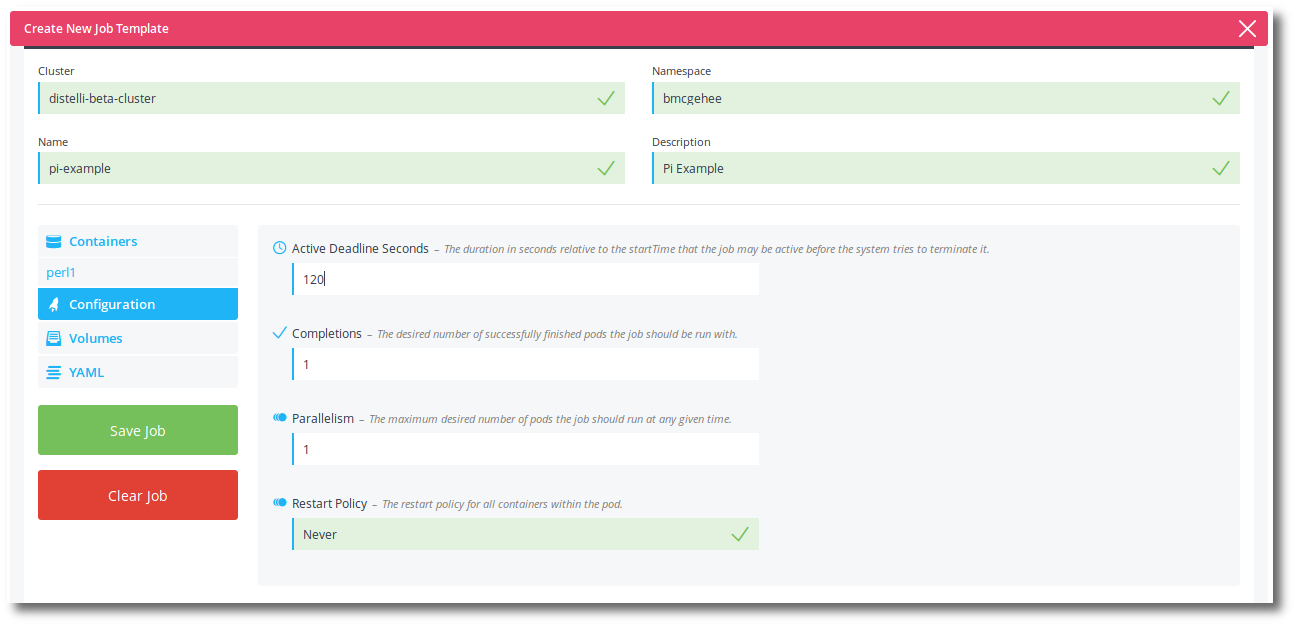 Create New Job Template
Cluster
Namespace
distelli-beta-cluster
bmcgehee
Name
Description
pi-example
Pi Example
Containers
perl1
Configuration
Volumes
YAML
Save Job
Clear Job
Active Deadline Seconds – The duration in seconds relative to the startTime that the job may be active before the system tries to terminate it.
120
Completions – The desired number of successfully finished pods the job should be run with.
1
Parallelism – The maximum desired number of pods the job should run at any given time.
1
Restart Policy – The restart policy for all containers within the pod.
Never